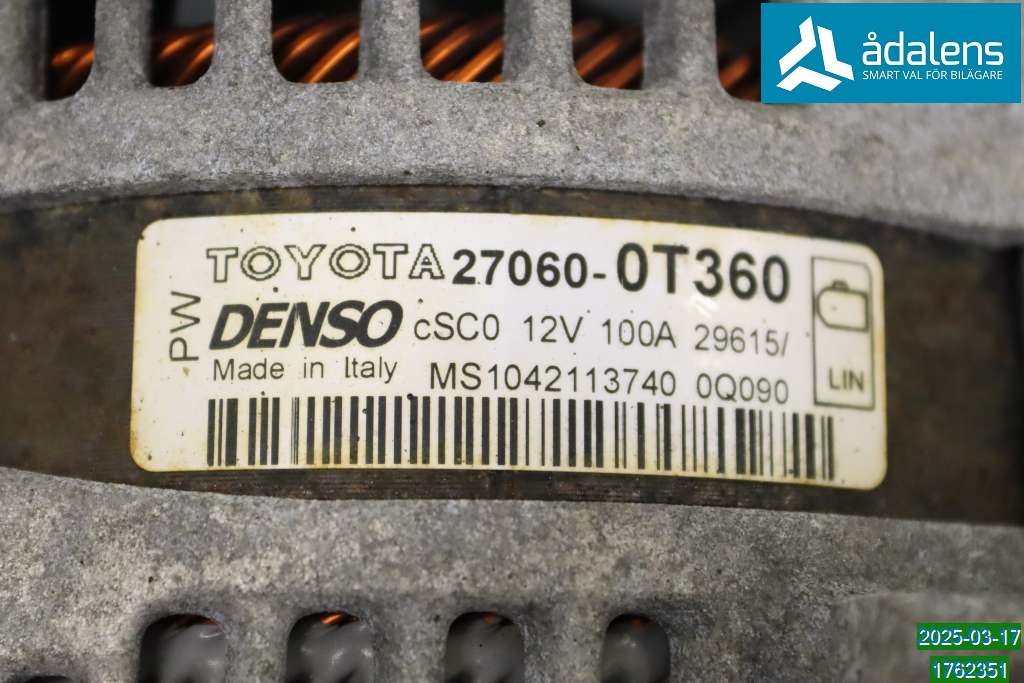 ådalens
SMART VAL FÖR BILÄGARE
TOYOTA 27060-0T360
PW
DENSO cSC0 12V 100A 29615/
Made in Italy MS1042113740 0Q090
LIN
2025-03-17
1762351